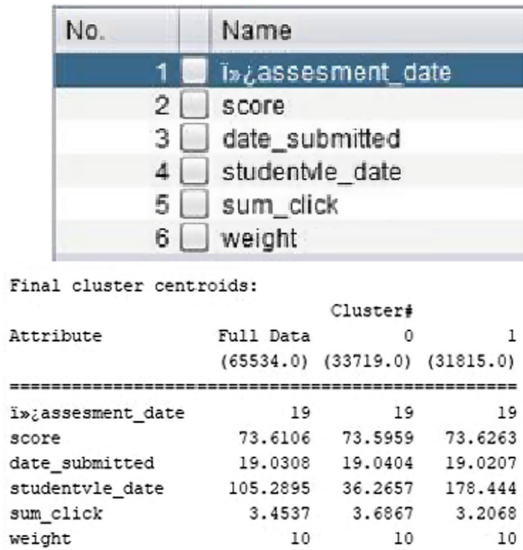 No. Name
1 ï»¿assesment_date
2 score
3 date_submitted
4 studentvle_date
5 sum_click
6 weight
Final cluster centroids:
Cluster#
Attribute Full Data 0 1
(65534.0) (33719.0) (31815.0)
======================================================
ï»¿assesment_date 19 19 19
score 73.6106 73.5959 73.6263
date_submitted 19.0308 19.0404 19.0207
studentvle_date 105.2895 36.2657 178.444
sum_click 3.4537 3.6867 3.2068
weight 10 10 10